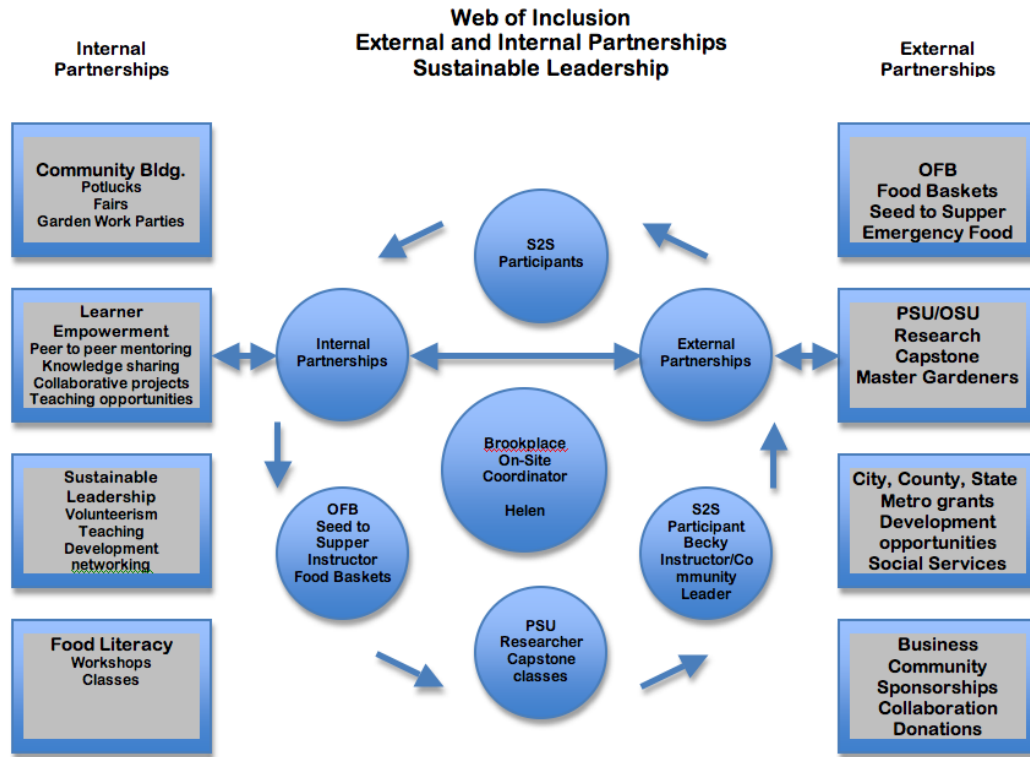 Web of Inclusion
External and Internal Partnerships
Sustainable Leadership
Internal
Partnerships
External
Partnerships
Community Bldg.
Potlucks
Fairs
Garden Work Parties
Learner
Empowerment
Peer to peer mentoring
Knowledge sharing
Collaborative projects
Teaching opportunities
Sustainable
Leadership
Volunteerism
Teaching
Development
networking
Food Literacy
Workshops
Classes
S2S
Participants
Internal
Partnerships
External
Partnerships
Brookplace
On-Site
Coordinator
Helen
OFB
Seed to
Supper
Instructor
Food Baskets
S2S
Participant
Becky
Instructor/Co
mmunity
Leader
PSU
Researcher
Capstone
classes
OFB
Food Baskets
Seed to Supper
Emergency Food
PSU/OSU
Research
Capstone
Master Gardeners
City, County, State
Metro grants
Development
opportunities
Social Services
Business
Community
Sponsorships
Collaboration
Donations